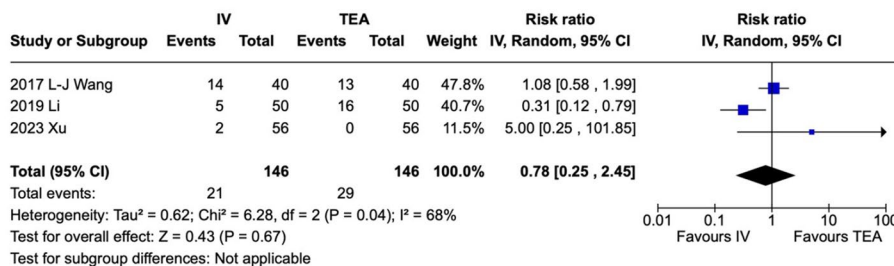 IV TEA Risk ratio Risk ratio
Study or Subgroup Events Total Events Total Weight IV, Random, 95% CI IV, Random, 95% CI
2017 L-J Wang 14 40 13 40 47.8% 1.08 [0.58 , 1.99]
2019 Li 5 50 16 50 40.7% 0.31 [0.12 , 0.79]
2023 Xu 2 56 0 56 11.5% 5.00 [0.25 , 101.85]
Total (95% CI) 146 146 100.0% 0.78 [0.25 , 2.45]
Total events: 21 29
Heterogeneity: Tau² = 0.62; Chi² = 6.28, df = 2 (P = 0.04); I² = 68%
Test for overall effect: Z = 0.43 (P = 0.67)
Test for subgroup differences: Not applicable
0.01 0.1 1 10 100
Favours IV Favours TEA